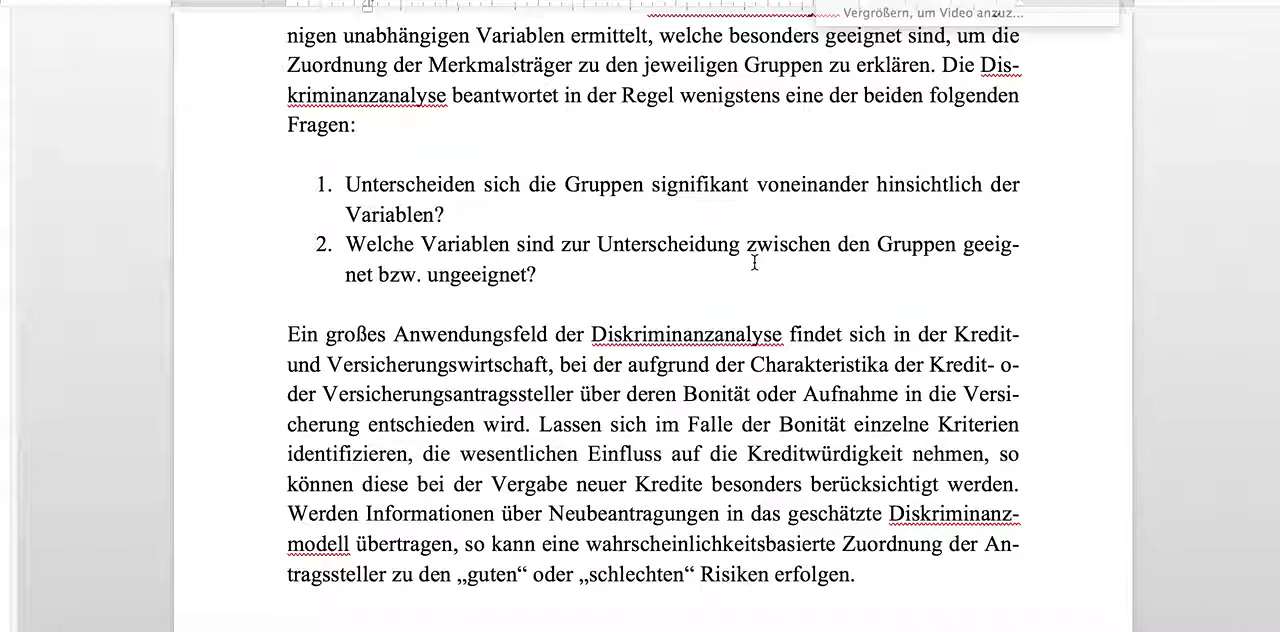 Vergrößern, um Video anzuz...
nigen unabhängigen Variablen ermittelt, welche besonders geeignet sind, um die
Zuordnung der Merkmalsträger zu den jeweiligen Gruppen zu erklären. Die Dis-
kriminanzanalyse beantwortet in der Regel wenigstens eine der beiden folgenden
Fragen:
1. Unterscheiden sich die Gruppen signifikant voneinander hinsichtlich der
Variablen?
2. Welche Variablen sind zur Unterscheidung zwischen den Gruppen geeig-
net bzw. ungeeignet?
Ein großes Anwendungsfeld der Diskriminanzanalyse findet sich in der Kredit-
und Versicherungswirtschaft, bei der aufgrund der Charakteristika der Kredit- o-
der Versicherungsantragssteller über deren Bonität oder Aufnahme in die Versi-
cherung entschieden wird. Lassen sich im Falle der Bonität einzelne Kriterien
identifizieren, die wesentlichen Einfluss auf die Kreditwürdigkeit nehmen, so
können diese bei der Vergabe neuer Kredite besonders berücksichtigt werden.
Werden Informationen über Neubeantragungen in das geschätzte Diskriminanz-
modell übertragen, so kann eine wahrscheinlichkeitsbasierte Zuordnung der An-
tragssteller zu den „guten“ oder „schlechten“ Risiken erfolgen.